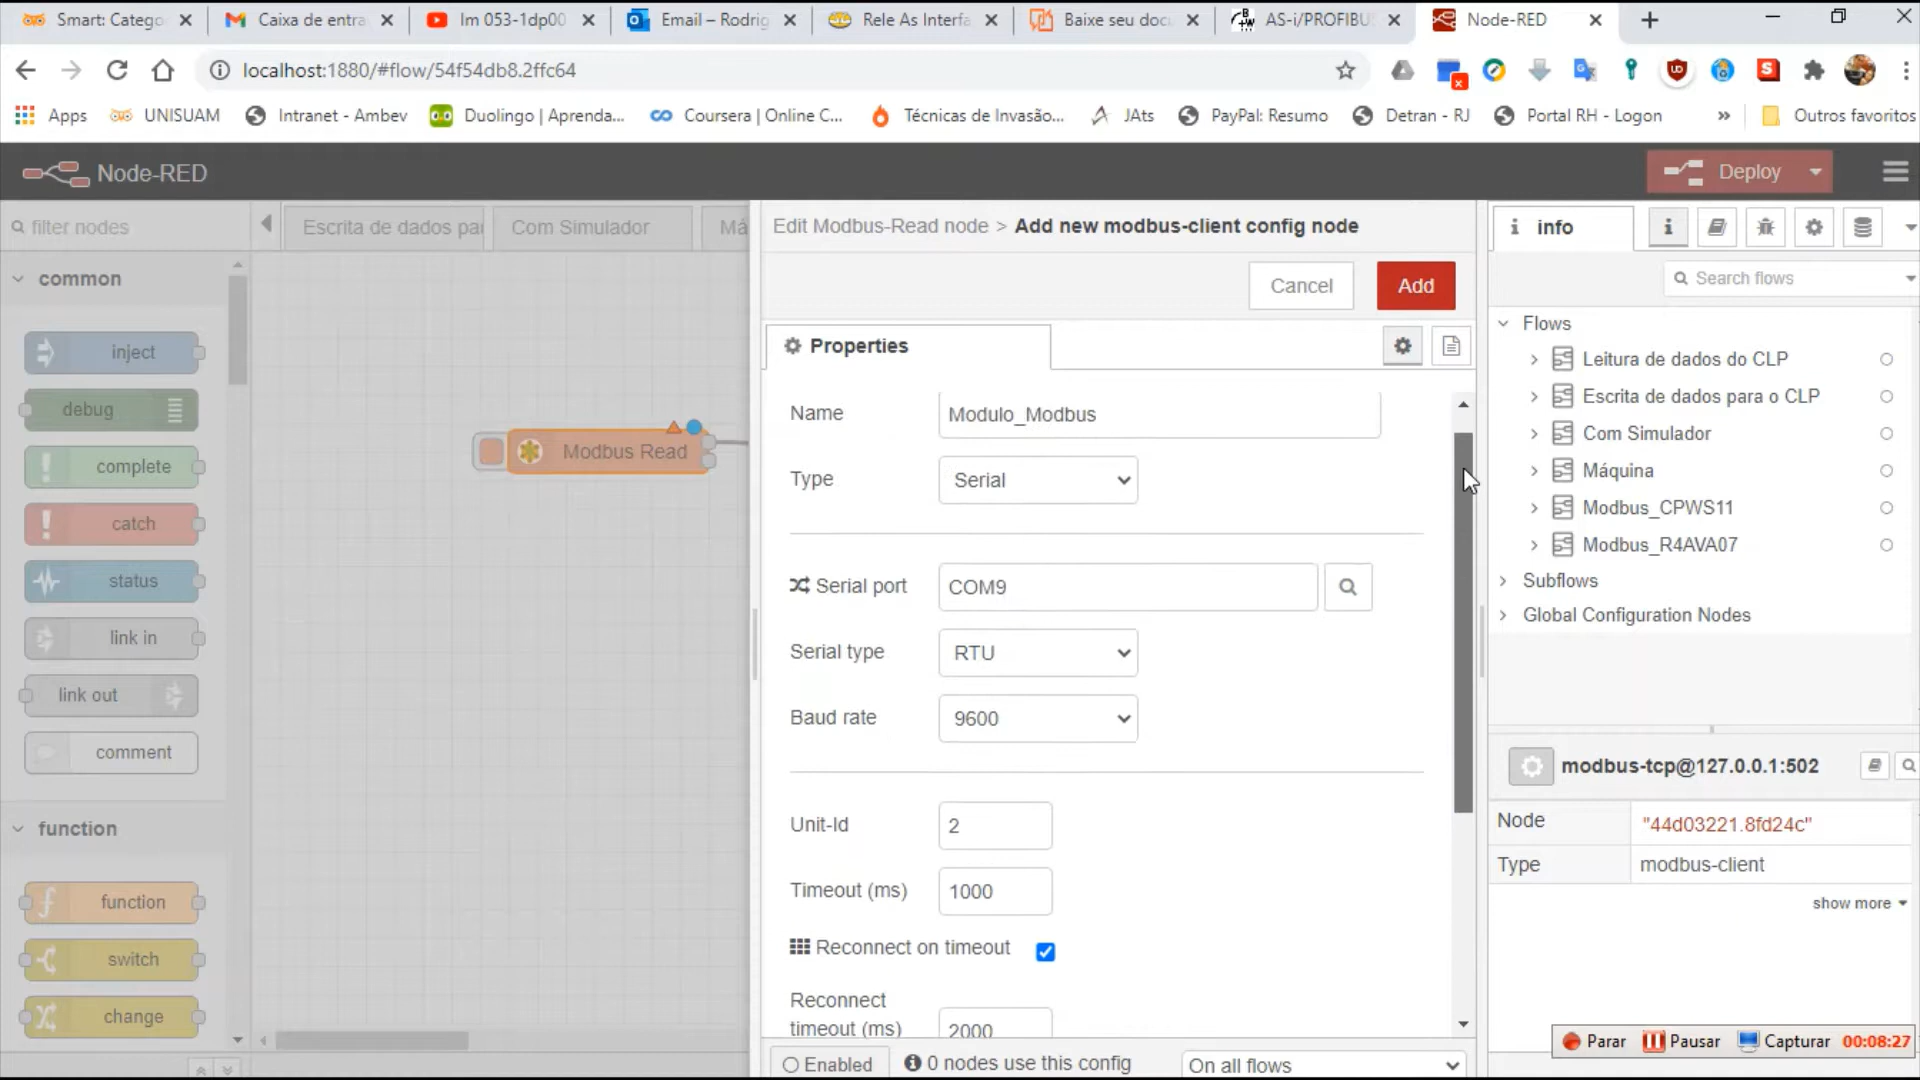 Smart: Catego
Caixa de entra
Im 053-1dp00
Email – Rodrig
Rele As Interfa
Baixe seu docu
AS-i/PROFIBU
Node-RED
localhost:1880/#flow/54f54db8.2ffc64
Apps
UNISUAM
Intranet - Ambev
Duolingo | Aprenda...
Coursera | Online C...
Técnicas de Invasão...
JAts
PayPal: Resumo
Detran - RJ
Portal RH - Logon
»
Outros favoritos
Node-RED
Deploy
filter nodes
Escrita de dados pa
Com Simulador
Má
Edit Modbus-Read node > Add new modbus-client config node
i info
Cancel
Add
Search flows
common
Properties
Flows
inject
Leitura de dados do CLP
debug
Name
Modulo_Modbus
Escrita de dados para o CLP
Modbus Read
Com Simulador
complete
Type
Serial
Máquina
catch
Modbus_CPWS11
Modbus_R4AVA07
status
Serial port
COM9
Subflows
link in
Serial type
RTU
Global Configuration Nodes
link out
Baud rate
9600
comment
modbus-tcp@127.0.0.1:502
function
Unit-Id
2
Node
"44d03221.8fd24c"
Timeout (ms)
1000
Type
modbus-client
function
show more
switch
Reconnect on timeout
change
Reconnect
timeout (ms)
2000
Parar
Pausar
Capturar
00:08:27
Enabled
0 nodes use this config
On all flows